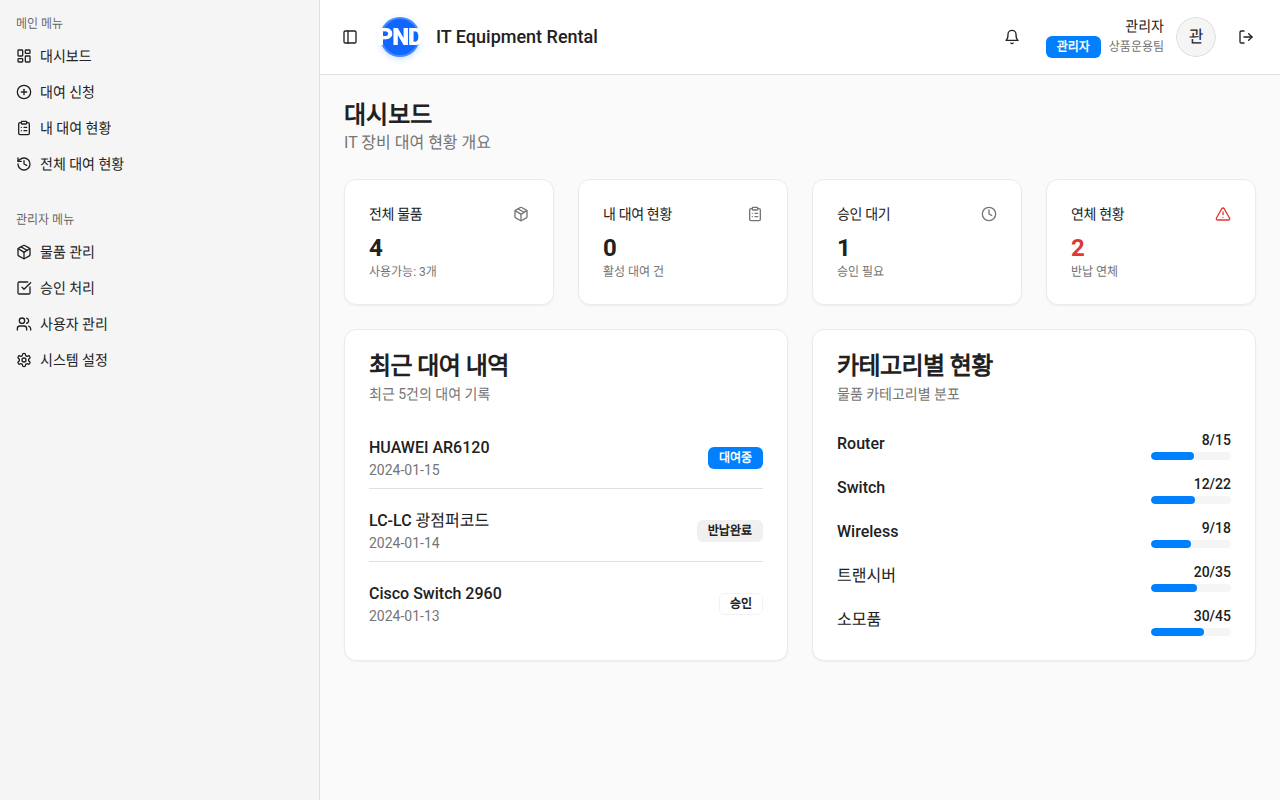 메인 메뉴
대시보드
대여 신청
내 대여 현황
전체 대여 현황
관리자 메뉴
물품 관리
승인 처리
사용자 관리
시스템 설정
PND
IT Equipment Rental
관리자
관리자
상품운용팀
관
대시보드
IT 장비 대여 현황 개요
전체 물품
4
사용가능: 3개
내 대여 현황
0
활성 대여 건
승인 대기
1
승인 필요
연체 현황
2
반납 연체
최근 대여 내역
최근 5건의 대여 기록
HUAWEI AR6120
2024-01-15
대여중
LC-LC 광점퍼코드
2024-01-14
반납완료
Cisco Switch 2960
2024-01-13
승인
카테고리별 현황
물품 카테고리별 분포
Router
8/15
Switch
12/22
Wireless
9/18
트랜시버
20/35
소모품
30/45